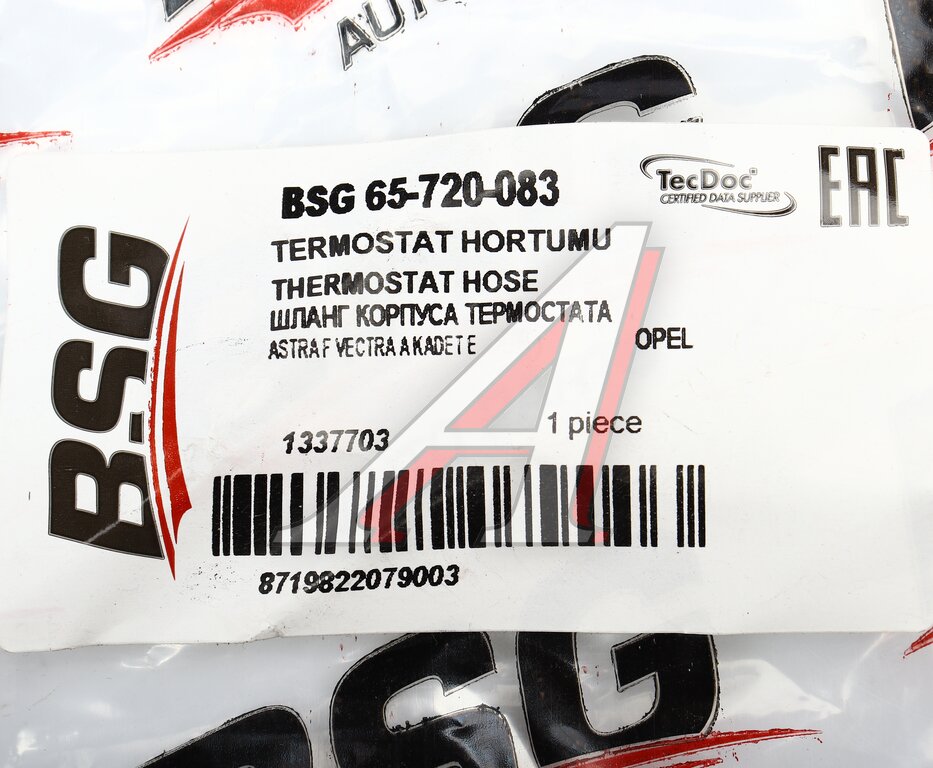 BSG 65-720-083
TecDoc
CERTIFIED DATA SUPPLIER
EAC
TERMOSTAT HORTUMU
THERMOSTAT HOSE
ШЛАНГ КОРПУСА ТЕРМОСТАТА
ASTRA F VECTRA A KADET E
OPEL
BSG
1337703
1 piece
8719822079003
BSG